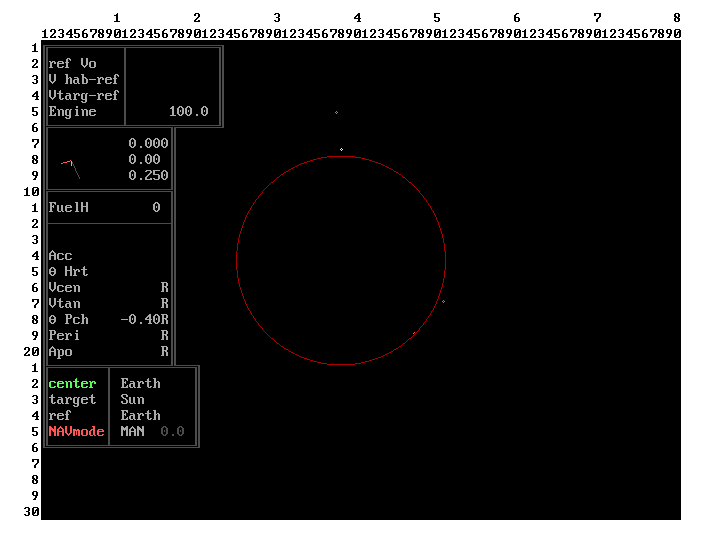 1 2 3 4 5 6 7 8
12345678901234567890123456789012345678901234567890123456789012345678901234567890
1
2 ref Vo
3 V hab-ref
4 Vtarg-ref
5 Engine 100.0
6
7 0.000
8 0.00
9 0.250
10
1 FuelH 0
2
3
4 Acc
5 θ Hrt
6 Vcen R
7 Vtan R
8 θ Pch -0.40R
9 Peri R
20 Apo R
1
2 center Earth
3 target Sun
4 ref Earth
5 NAVmode MAN 0.0
6
7
8
9
30